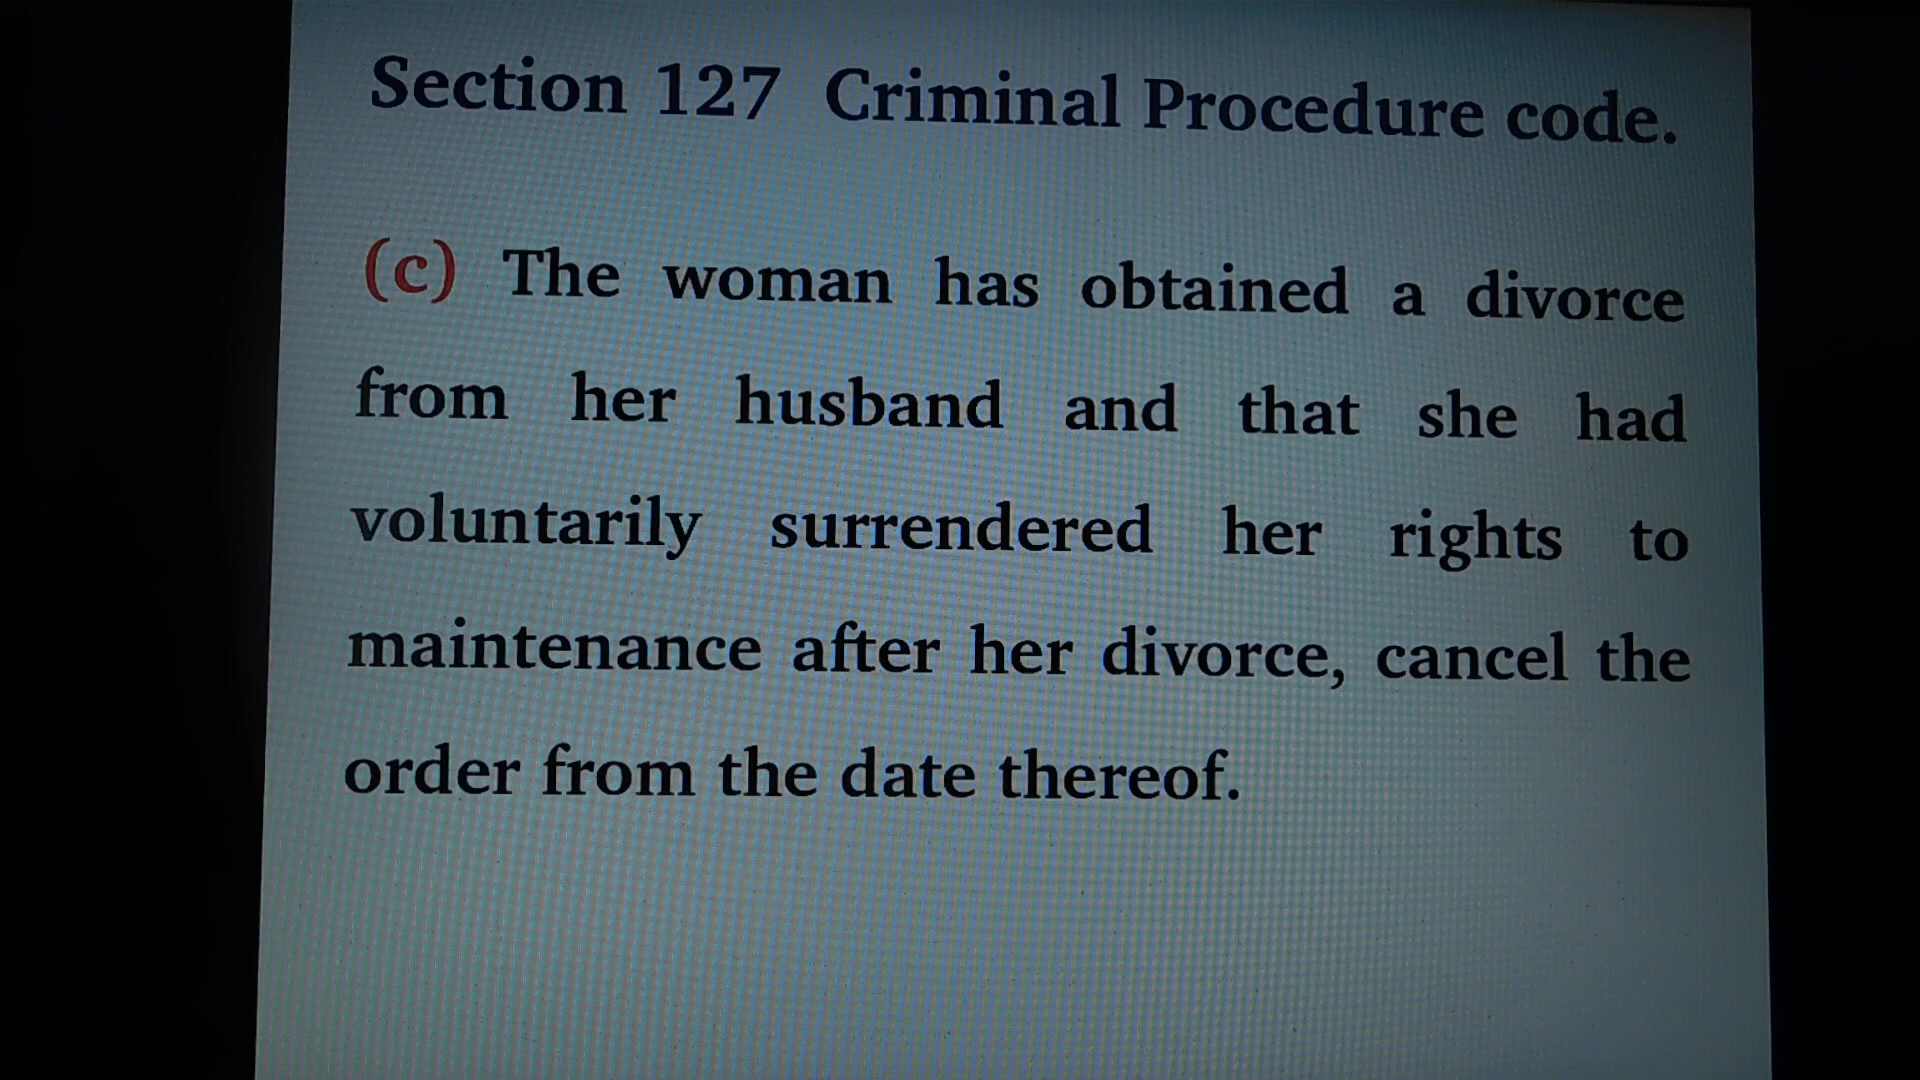 Section 127 Criminal Procedure code.
(c) The woman has obtained a divorce
from her husband and that she had
voluntarily surrendered her rights to
maintenance after her divorce, cancel the
order from the date thereof.